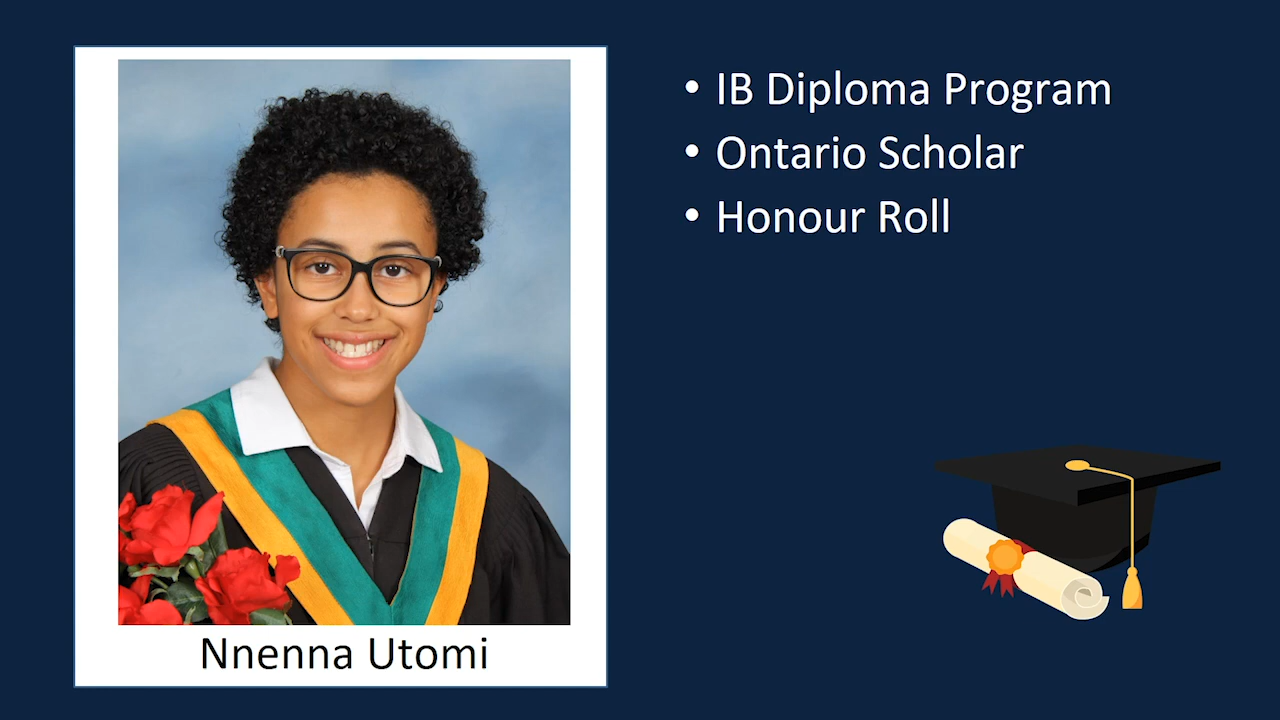 • IB Diploma Program
• Ontario Scholar
• Honour Roll
Nnenna Utomi